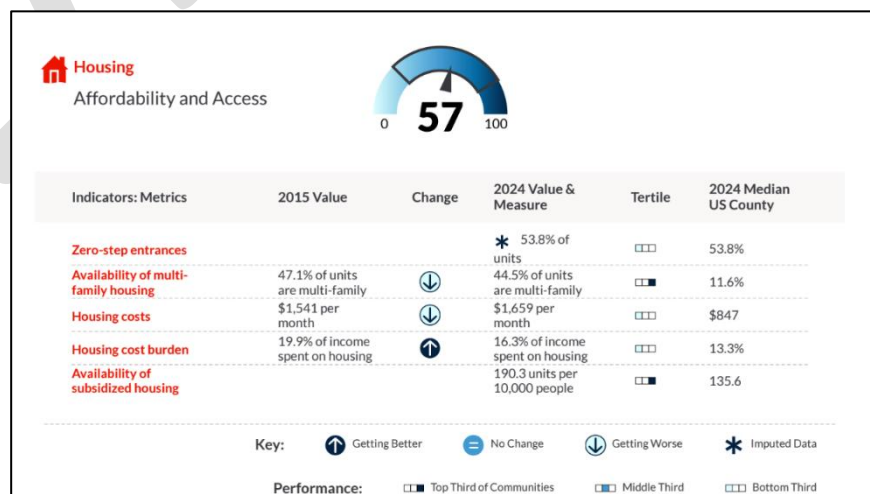 Housing
Affordability and Access
0 57 100
Indicators: Metrics 2015 Value Change 2024 Value & Measure Tertile 2024 Median US County
Zero-step entrances 53.8% of units 53.8%
Availability of multi-family housing 47.1% of units are multi-family 44.5% of units are multi-family 11.6%
Housing costs $1,541 per month $1,659 per month $847
Housing cost burden 19.9% of income spent on housing 16.3% of income spent on housing 13.3%
Availability of subsidized housing 190.3 units per 10,000 people 135.6
Key: Getting Better No Change Getting Worse Imputed Data
Performance: Top Third of Communities Middle Third Bottom Third